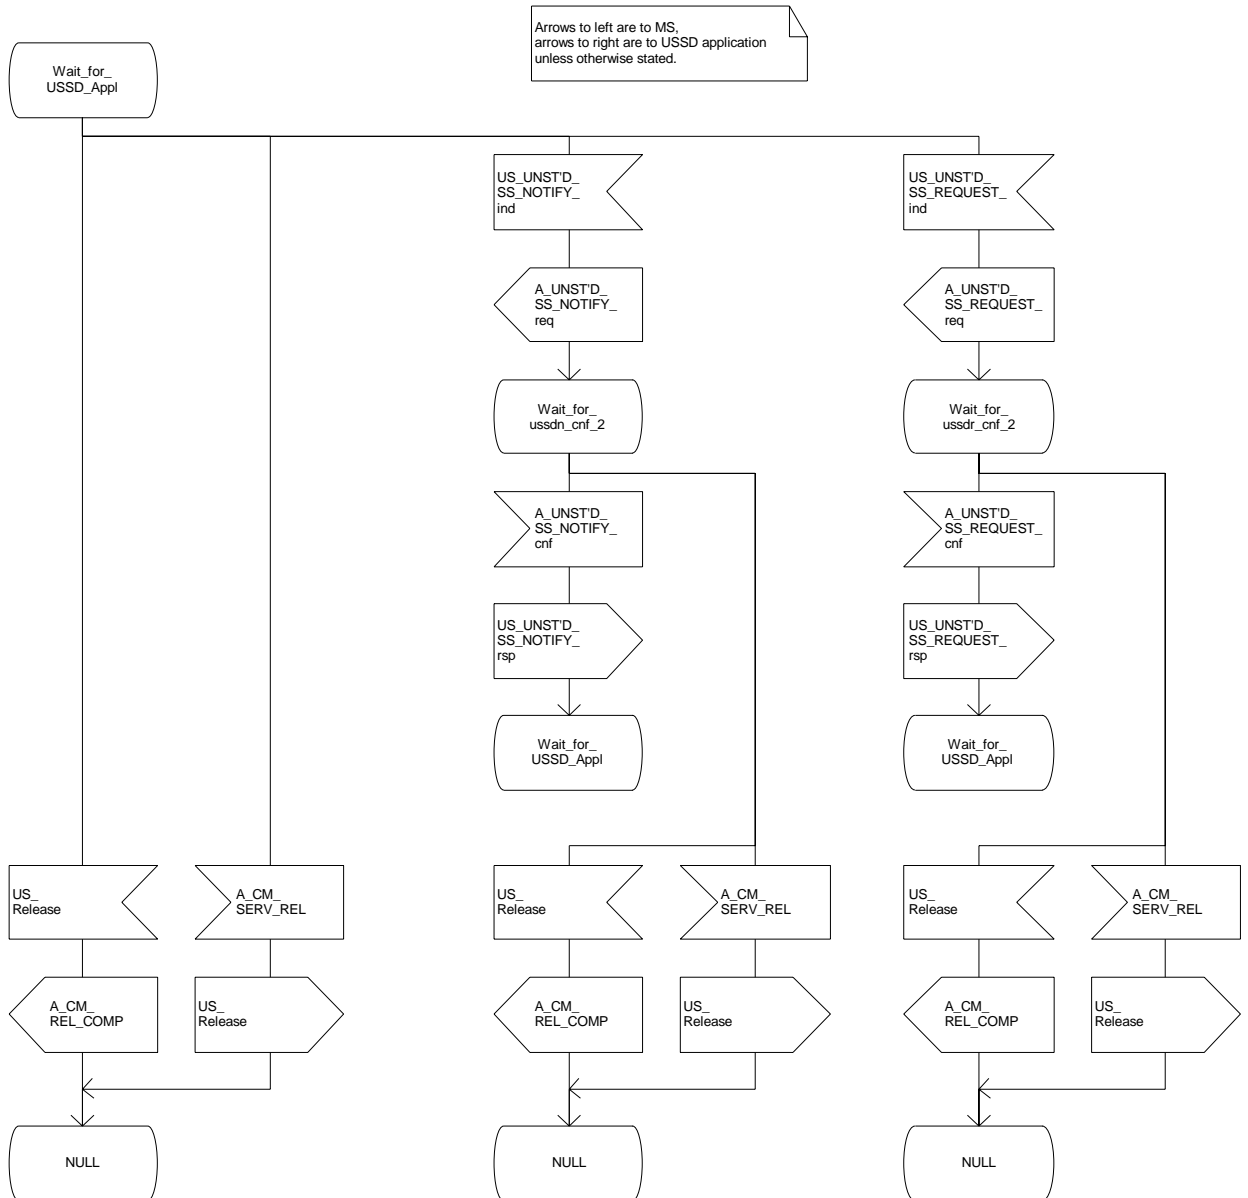 Arrows to left are to MS,
arrows to right are to USSD application
unless otherwise stated.
Wait_for_
USSD_Appl
US_UNST'D_
SS_NOTIFY_
ind
US_UNST'D_
SS_REQUEST_
ind
A_UNST'D_
SS_NOTIFY_
req
A_UNST'D_
SS_REQUEST_
req
Wait_for_
ussdn_cnf_2
Wait_for_
ussdr_cnf_2
A_UNST'D_
SS_NOTIFY_
cnf
A_UNST'D_
SS_REQUEST_
cnf
US_UNST'D_
SS_NOTIFY_
rsp
US_UNST'D_
SS_REQUEST_
rsp
Wait_for_
USSD_Appl
Wait_for_
USSD_Appl
US_
Release
A_CM_
SERV_REL
US_
Release
A_CM_
SERV_REL
US_
Release
A_CM_
SERV_REL
A_CM_
REL_COMP
US_
Release
A_CM_
REL_COMP
US_
Release
A_CM_
REL_COMP
US_
Release
NULL
NULL
NULL